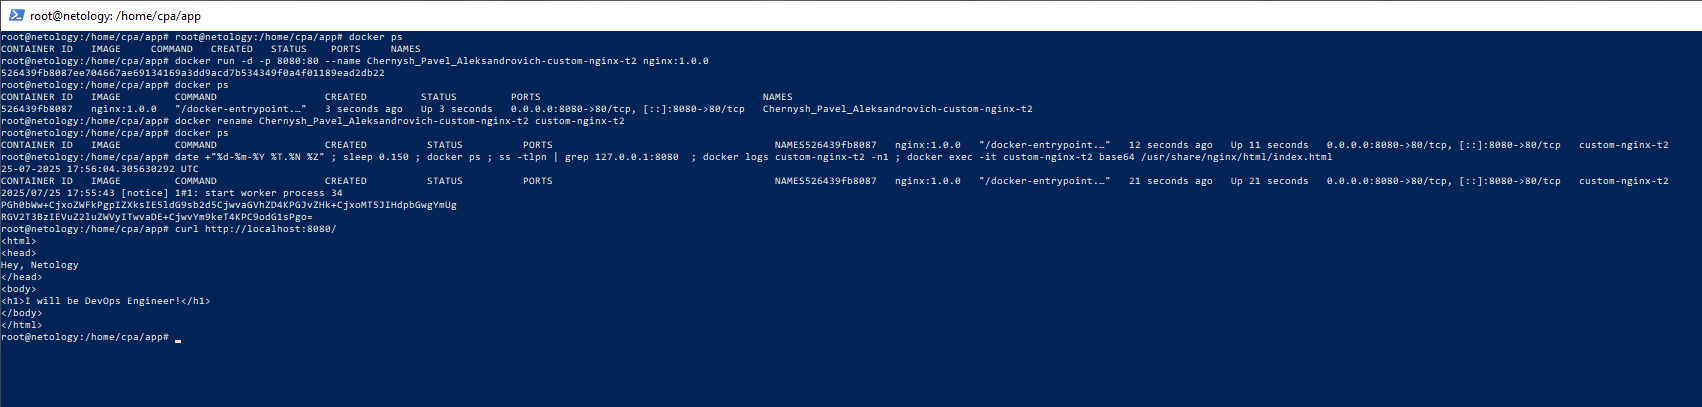 root@netology: /home/cpa/app
root@netology:/home/cpa/app# root@netology:/home/cpa/app# docker ps
CONTAINER ID   IMAGE     COMMAND   CREATED   STATUS    PORTS     NAMES
root@netology:/home/cpa/app# docker run -d -p 8080:80 --name Chernysh_Pavel_Aleksandrovich-custom-nginx-t2 nginx:1.0.0
526439fb8087ee704667ae69134169a3dd9acd7b534349f0a4f01189ead2db22
root@netology:/home/cpa/app# docker ps
CONTAINER ID   IMAGE         COMMAND                  CREATED         STATUS         PORTS                                     NAMES
526439fb8087   nginx:1.0.0   "/docker-entrypoint.…"   3 seconds ago   Up 3 seconds   0.0.0.0:8080->80/tcp, [::]:8080->80/tcp   Chernysh_Pavel_Aleksandrovich-custom-nginx-t2
root@netology:/home/cpa/app# docker rename Chernysh_Pavel_Aleksandrovich-custom-nginx-t2 custom-nginx-t2
root@netology:/home/cpa/app# docker ps
CONTAINER ID   IMAGE         COMMAND                  CREATED          STATUS          PORTS                                     NAMES526439fb8087   nginx:1.0.0   "/docker-entrypoint.…"   12 seconds ago   Up 11 seconds   0.0.0.0:8080->80/tcp, [::]:8080->80/tcp   custom-nginx-t2
root@netology:/home/cpa/app# date +"%d-%m-%Y %T.%N %Z" ; sleep 0.150 ; docker ps ; ss -tlpn | grep 127.0.0.1:8080  ; docker logs custom-nginx-t2 -n1 ; docker exec -it custom-nginx-t2 base64 /usr/share/nginx/html/index.html
25-07-2025 17:56:04.305630292 UTC
CONTAINER ID   IMAGE         COMMAND                  CREATED          STATUS          PORTS                                     NAMES526439fb8087   nginx:1.0.0   "/docker-entrypoint.…"   21 seconds ago   Up 21 seconds   0.0.0.0:8080->80/tcp, [::]:8080->80/tcp   custom-nginx-t2
2025/07/25 17:55:43 [notice] 1#1: start worker process 34
PGh0bWw+CjxoZWFkPgpIZXksIE5ldG9sb2d5CjwvaGVhZD4KPGJvZHk+CjxoMT5JIHdpbGwgYmUg
RGV2T3BzIEVuZ2luZWVyITwvaDE+CjwvYm9keT4KPC9odG1sPgo=
root@netology:/home/cpa/app# curl http://localhost:8080/
<html>
<head>
Hey, Netology
</head>
<body>
<h1>I will be DevOps Engineer!</h1>
</body>
</html>
root@netology:/home/cpa/app#